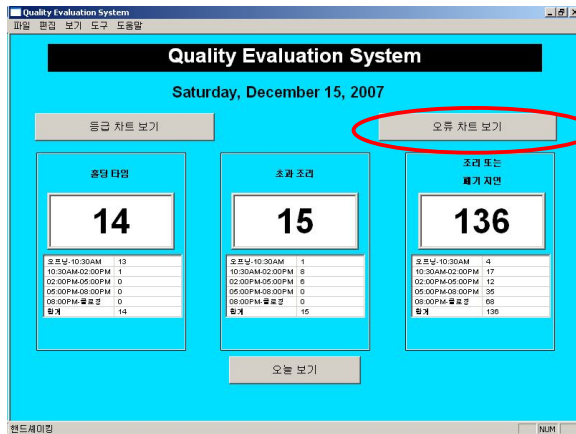 Quality Evaluation System
파일 편집 보기 도구 도움말
Quality Evaluation System
Saturday, December 15, 2007
등급 차트 보기
오류 차트 보기
홀딩 타임
14
오프닝-10:30AM 13
10:30AM-02:00PM 1
02:00PM-05:00PM 0
05:00PM-08:00PM 0
08:00PM-클로징 0
합계 14
초과 조리
15
오프닝-10:30AM 1
10:30AM-02:00PM 8
02:00PM-05:00PM 6
05:00PM-08:00PM 0
08:00PM-클로징 0
합계 15
조리 또는
폐기 지연
136
오프닝-10:30AM 4
10:30AM-02:00PM 17
02:00PM-05:00PM 12
05:00PM-08:00PM 35
08:00PM-클로징 68
합계 136
오늘 보기
핸드셰이킹 NUM